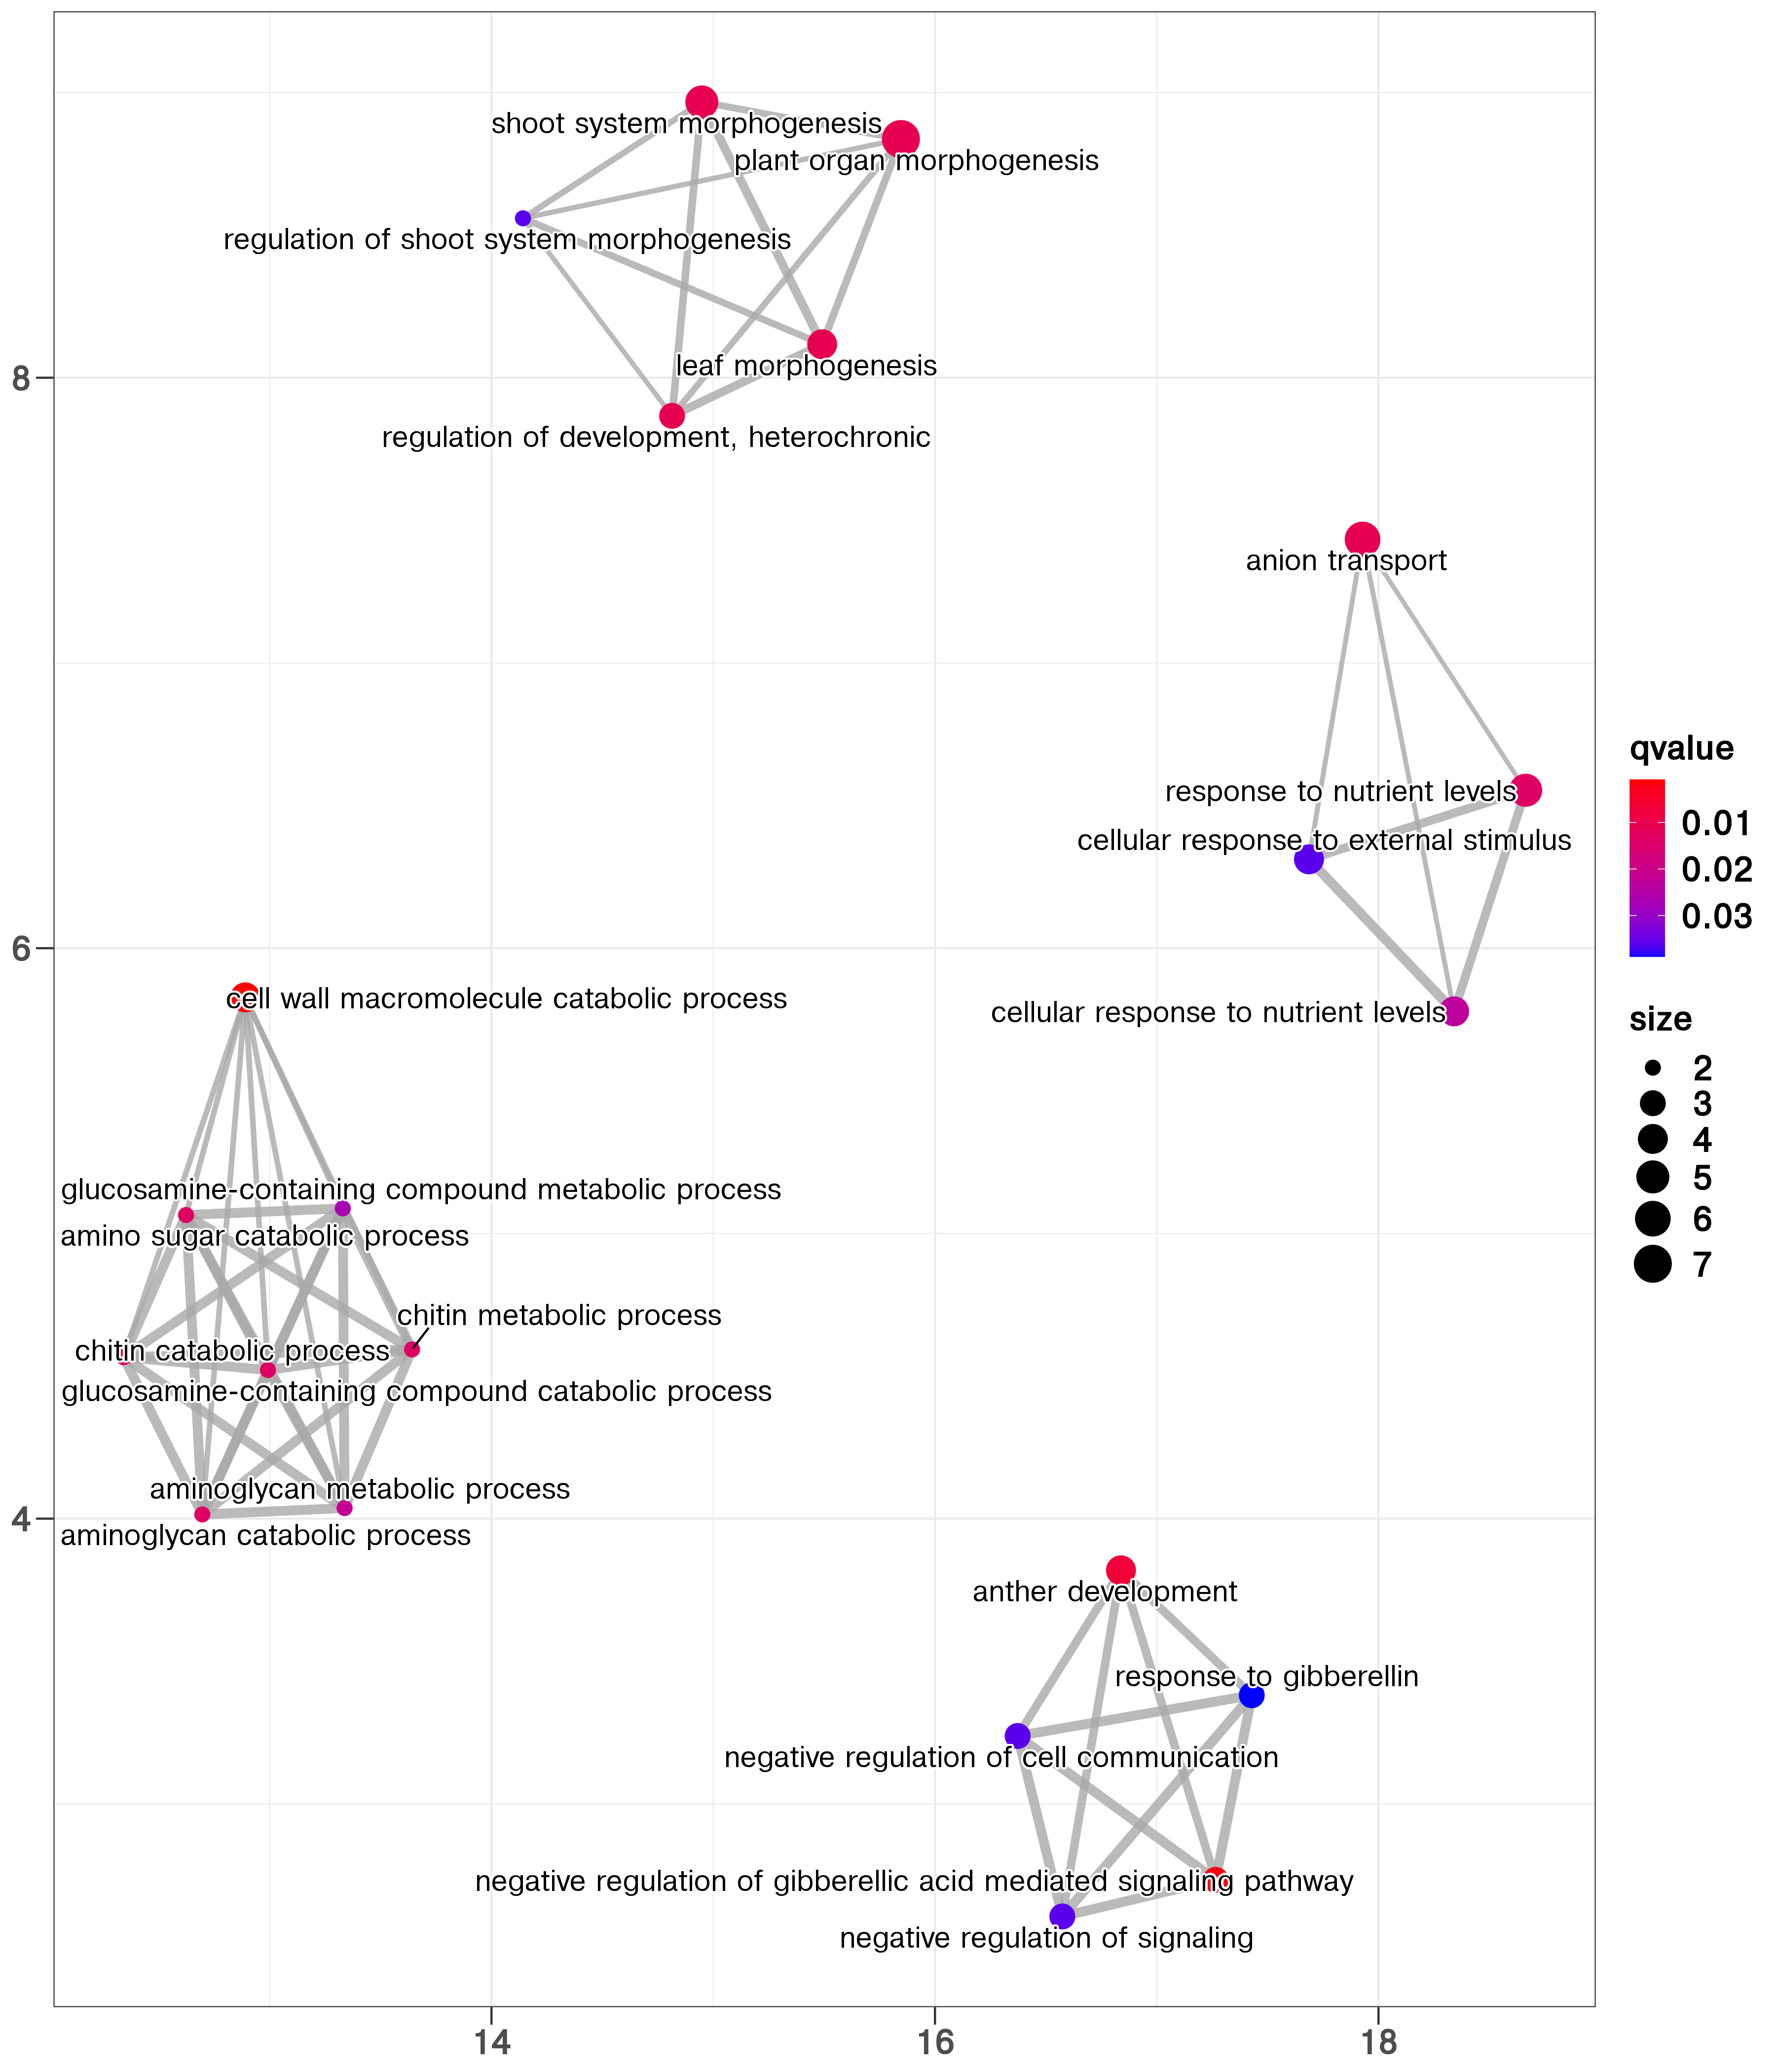 shoot system morphogenesis
plant organ morphogenesis
regulation of shoot system morphogenesis
leaf morphogenesis
8
regulation of development, heterochronic
anion transport
qvalue
response to nutrient levels
0.01
cellular response to external stimulus
0.02
0.03
6
cell wall macromolecule catabolic process
cellular response to nutrient levels
size
2
3
4
5
6
7
glucosamine-containing compound metabolic process
amino sugar catabolic process
chitin metabolic process
chitin catabolic process
glucosamine-containing compound catabolic process
aminoglycan metabolic process
4
aminoglycan catabolic process
anther development
response to gibberellin
negative regulation of cell communication
negative regulation of gibberellic acid mediated signaling pathway
negative regulation of signaling
14
16
18